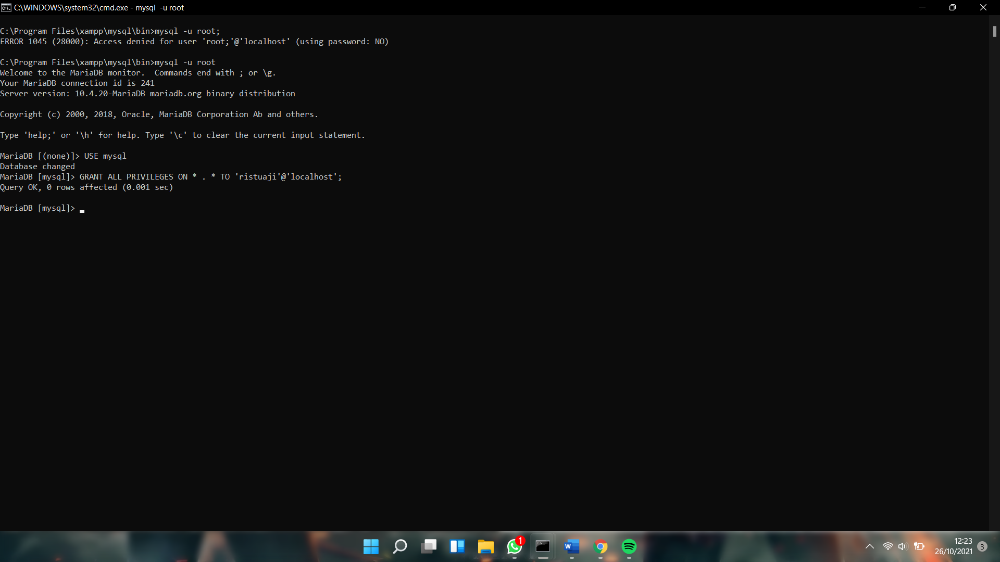 C:\WINDOWS\system32\cmd.exe - mysql  -u root
C:\Program Files\xampp\mysql\bin>mysql -u root;
ERROR 1045 (28000): Access denied for user 'root;'@'localhost' (using password: NO)
C:\Program Files\xampp\mysql\bin>mysql -u root
Welcome to the MariaDB monitor.  Commands end with ; or \g.
Your MariaDB connection id is 241
Server version: 10.4.20-MariaDB mariadb.org binary distribution
Copyright (c) 2000, 2018, Oracle, MariaDB Corporation Ab and others.
Type 'help;' or '\h' for help. Type '\c' to clear the current input statement.
MariaDB [(none)]> USE mysql
Database changed
MariaDB [mysql]> GRANT ALL PRIVILEGES ON * . * TO 'ristuaji'@'localhost';
Query OK, 0 rows affected (0.001 sec)
MariaDB [mysql]>
1
W
12:23
26/10/2021
3